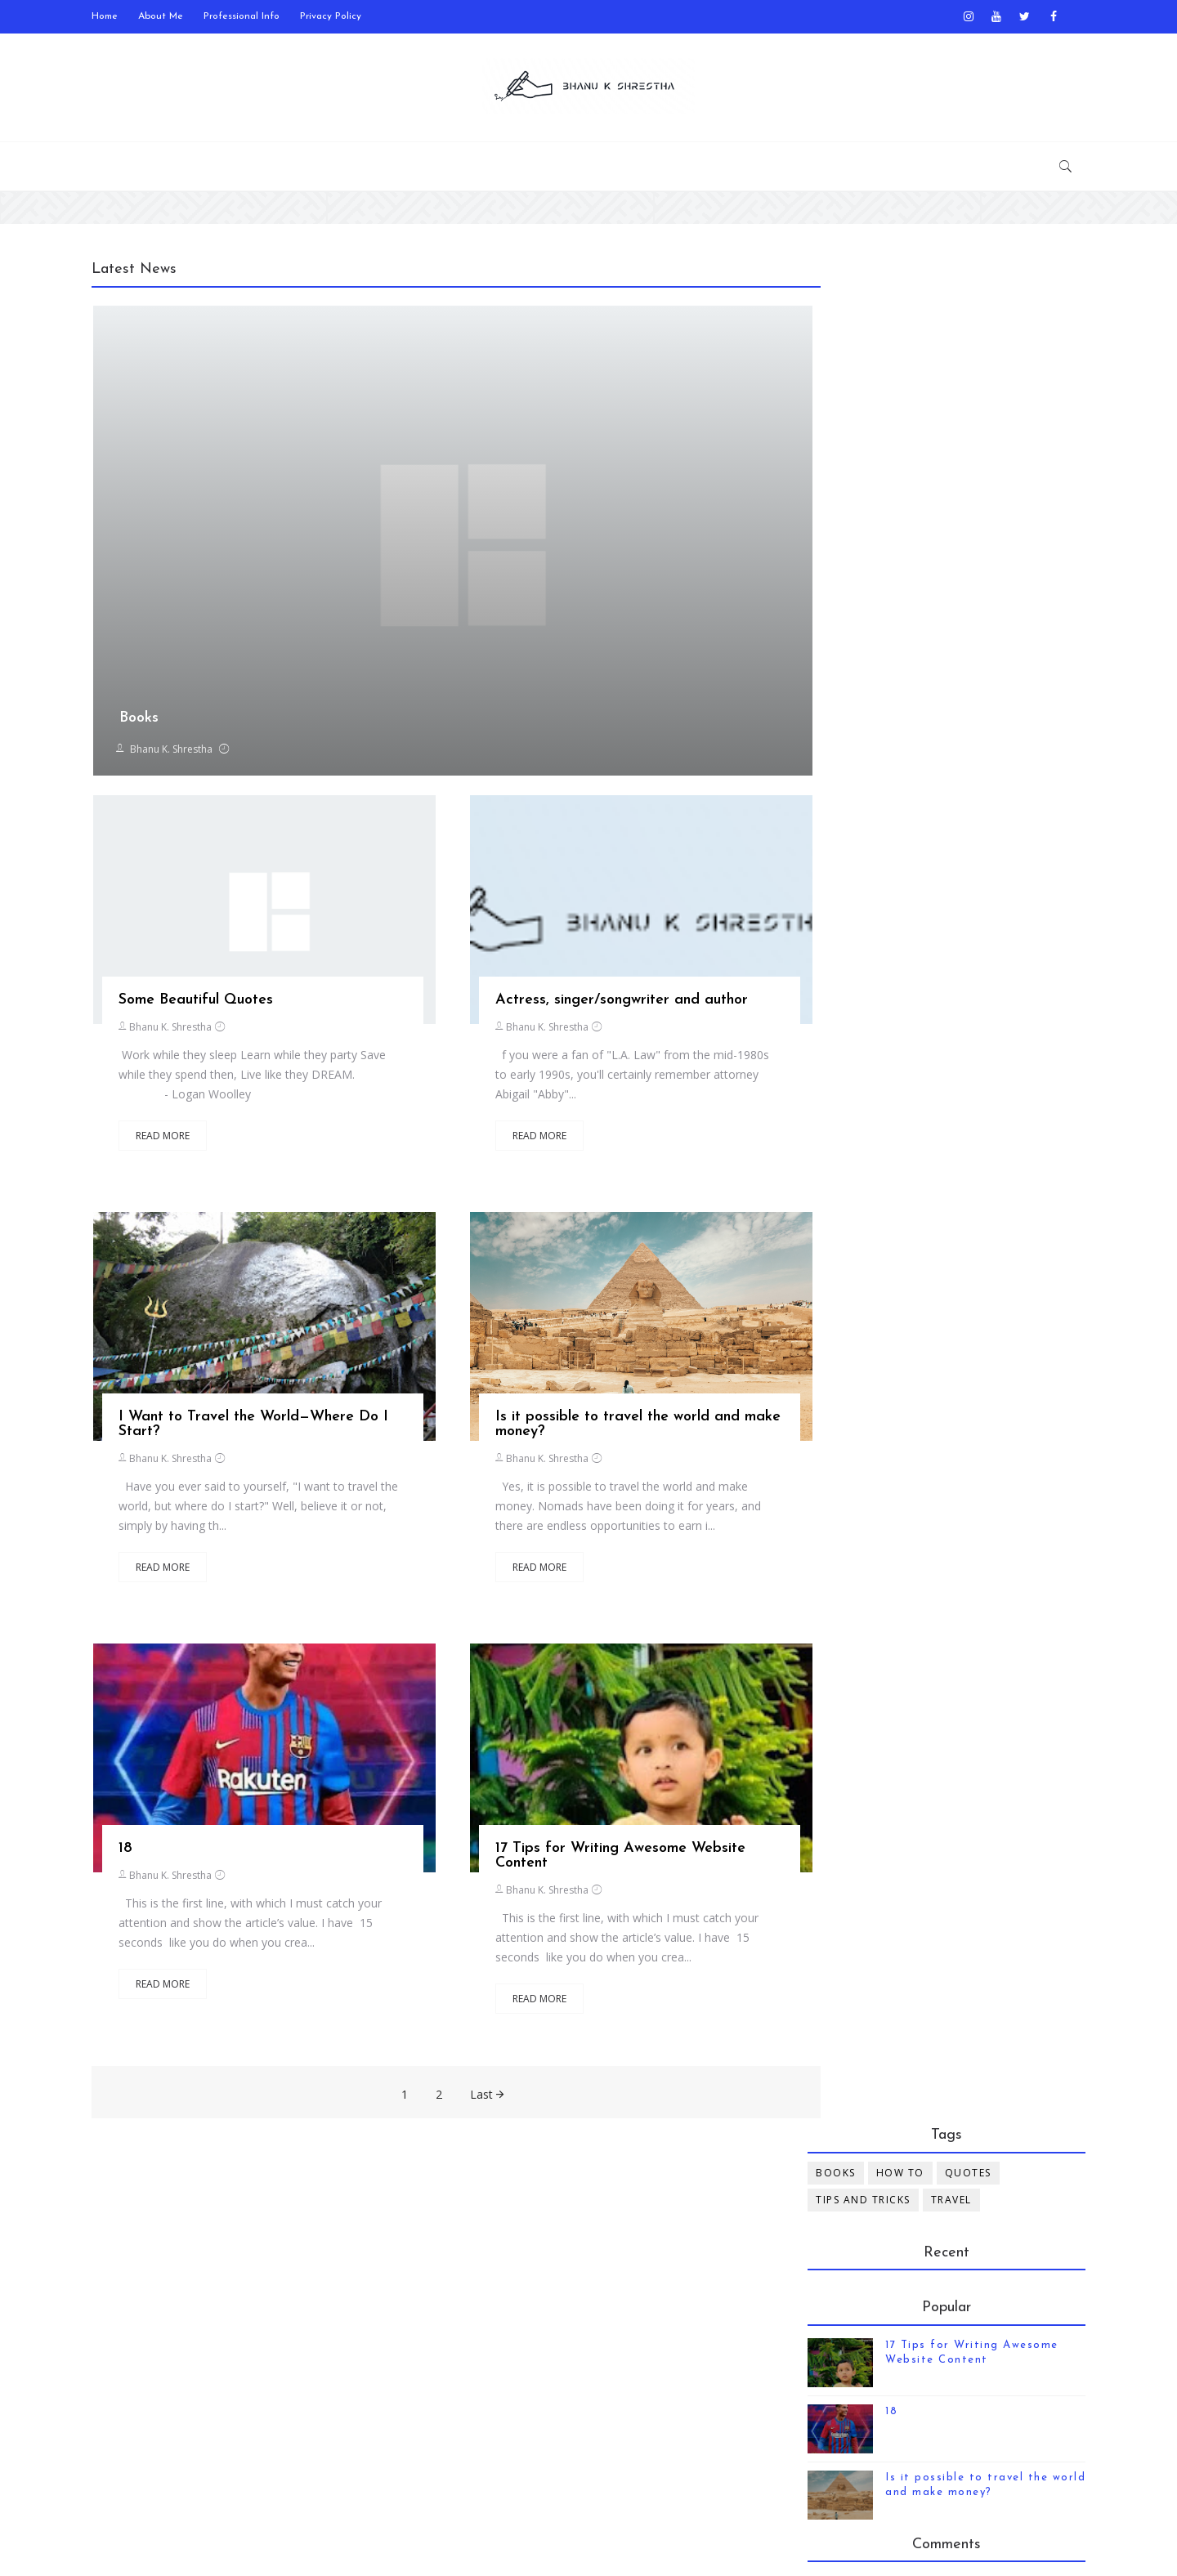 Home About Me Professional Info Privacy Policy
BHANU K SHRESTHA
Latest News
Books
Bhanu K. Shrestha
BHANU K SHRESTH
Some Beautiful Quotes
Bhanu K. Shrestha
Work while they sleep Learn while they party Save
while they spend then, Live like they DREAM.
- Logan Woolley
READ MORE
Actress, singer/songwriter and author
Bhanu K. Shrestha
f you were a fan of "L.A. Law" from the mid-1980s
to early 1990s, you'll certainly remember attorney
Abigail "Abby"...
READ MORE
I Want to Travel the World—Where Do I
Start?
Bhanu K. Shrestha
Have you ever said to yourself, "I want to travel the
world, but where do I start?" Well, believe it or not,
simply by having th...
READ MORE
Is it possible to travel the world and make
money?
Bhanu K. Shrestha
Yes, it is possible to travel the world and make
money. Nomads have been doing it for years, and
there are endless opportunities to earn i...
READ MORE
Rakuten
18
Bhanu K. Shrestha
This is the first line, with which I must catch your
attention and show the article’s value. I have 15
seconds like you do when you crea...
READ MORE
17 Tips for Writing Awesome Website
Content
Bhanu K. Shrestha
This is the first line, with which I must catch your
attention and show the article’s value. I have 15
seconds like you do when you crea...
READ MORE
1 2 Last
Tags
BOOKS HOW TO QUOTES
TIPS AND TRICKS TRAVEL
Recent
Popular
17 Tips for Writing Awesome
Website Content
18
Rakuten
Is it possible to travel the world
and make money?
Comments